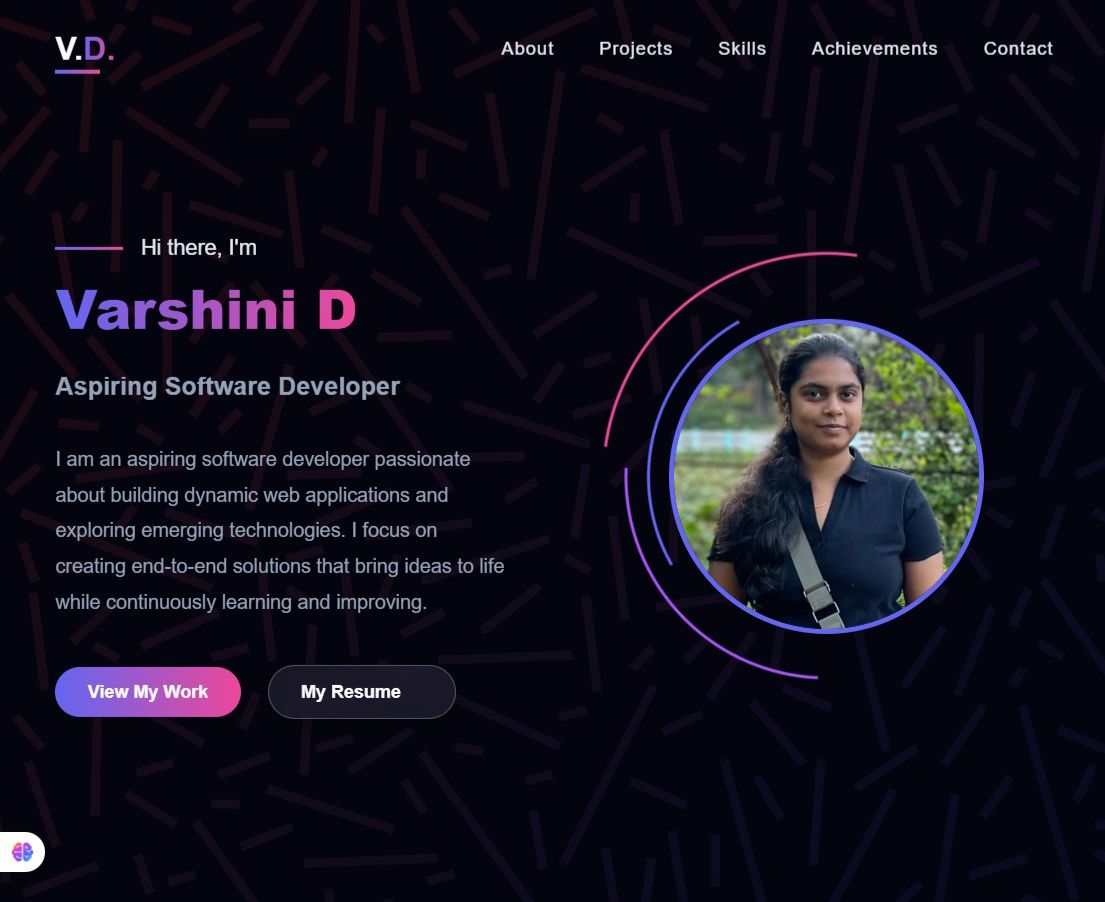 V.D.
About Projects Skills Achievements Contact
Hi there, I'm
Varshini D
Aspiring Software Developer
I am an aspiring software developer passionate
about building dynamic web applications and
exploring emerging technologies. I focus on
creating end-to-end solutions that bring ideas to life
while continuously learning and improving.
View My Work My Resume